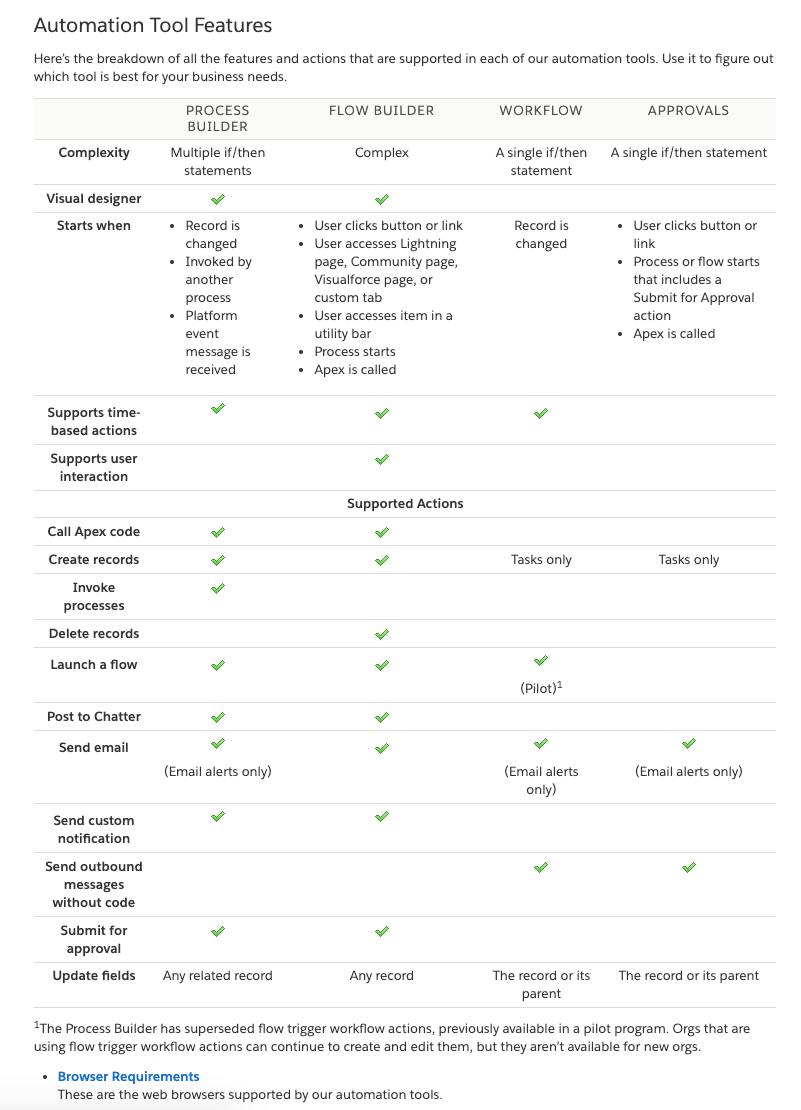 Automation Tool Features
Here's the breakdown of all the features and actions that are supported in each of our automation tools. Use it to figure out
which tool is best for your business needs.
PROCESS
BUILDER
FLOW BUILDER
WORKFLOW
APPROVALS
Complexity
Multiple if/then
statements
Complex
A single if/then
statement
A single if/then statement
Visual designer
Starts when
• Record is
changed
• Invoked by
another
process
• Platform
event
message is
received
• User clicks button or link
• User accesses Lightning
page, Community page,
Visualforce page, or
custom tab
• User accesses item in a
utility bar
• Process starts
• Apex is called
Record is
changed
• User clicks button or
link
• Process or flow starts
that includes a
Submit for Approval
action
• Apex is called
Supports time-
based actions
Supports user
interaction
Supported Actions
Call Apex code
Create records
Tasks only
Tasks only
Invoke
processes
Delete records
Launch a flow
(Pilot)1
Post to Chatter
Send email
(Email alerts only)
(Email alerts
only)
(Email alerts only)
Send custom
notification
Send outbound
messages
without code
Submit for
approval
Update fields
Any related record
Any record
The record or its
parent
The record or its parent
1The Process Builder has superseded flow trigger workflow actions, previously available in a pilot program. Orgs that are
using flow trigger workflow actions can continue to create and edit them, but they aren't available for new orgs.
• Browser Requirements
These are the web browsers supported by our automation tools.